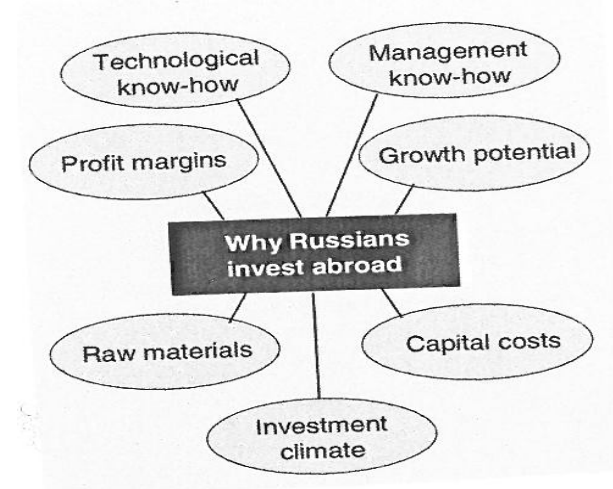 Technological
know-how
Management
know-how
Profit margins
Growth potential
Why Russians
invest abroad
Raw materials
Capital costs
Investment
climate